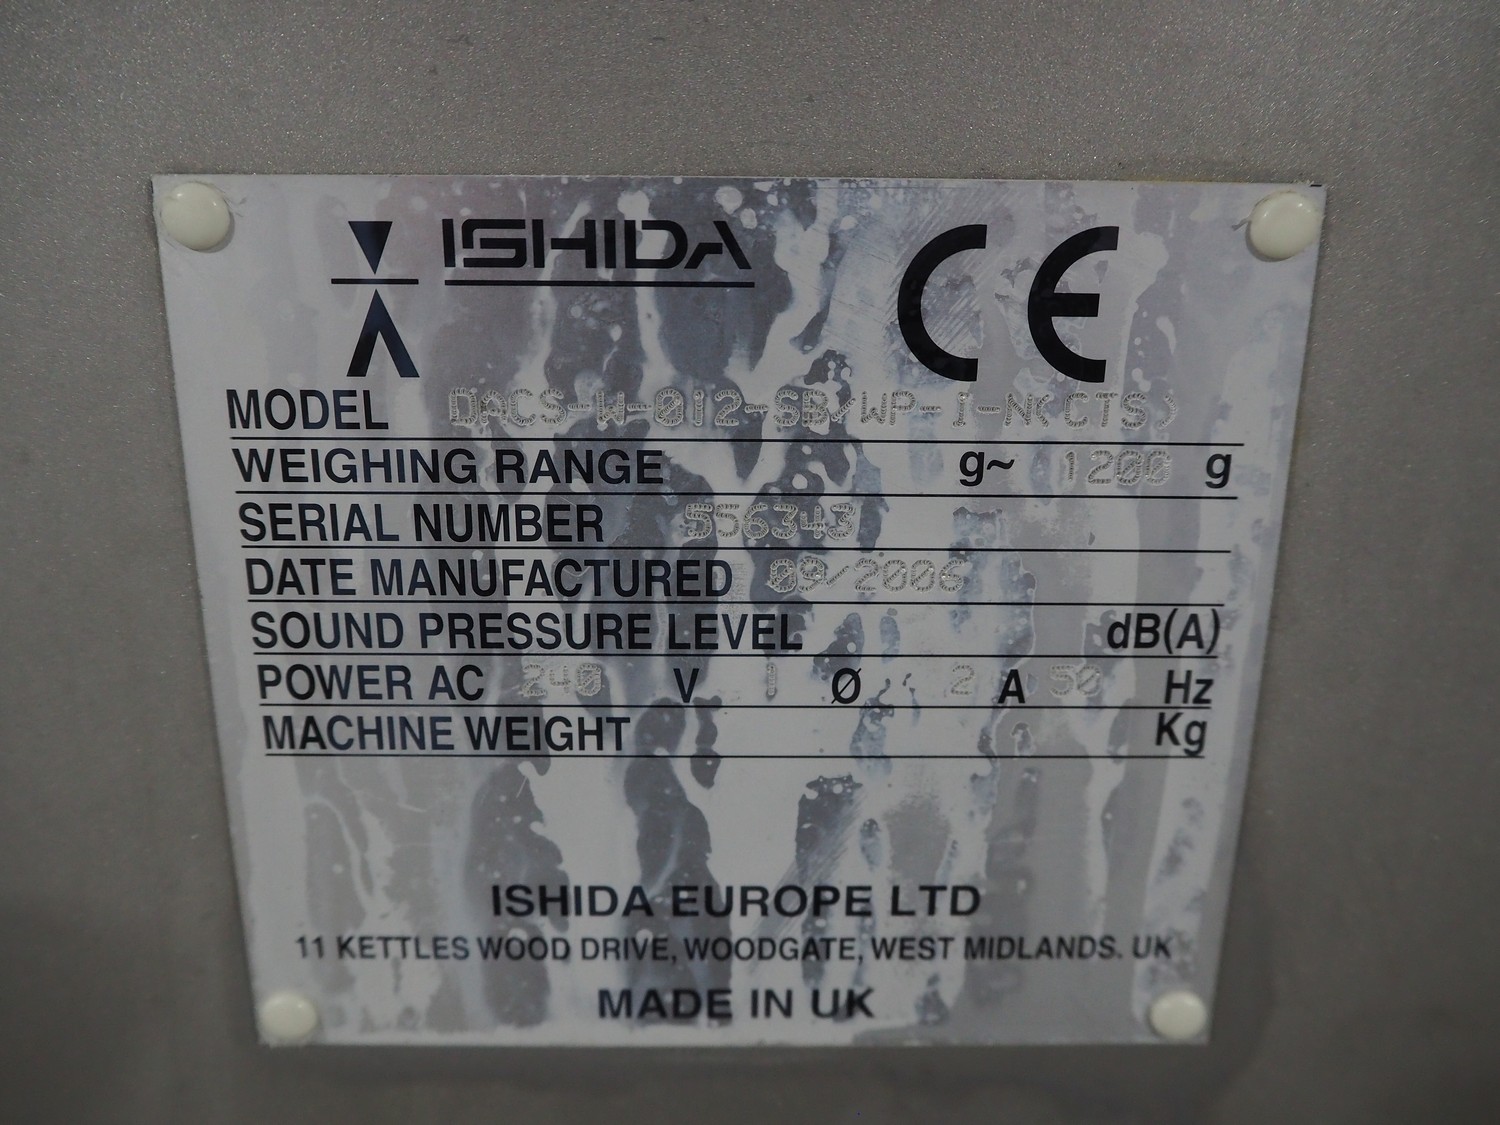 ISHIDA CE
MODEL DACS-W-012-SB/WP-I-NK(CTS)
WEIGHING RANGE g~ 1200 g
SERIAL NUMBER 556343
DATE MANUFACTURED 09/2006
SOUND PRESSURE LEVEL dB(A)
POWER AC 240 V 1 Ø 2 A 50 Hz
MACHINE WEIGHT Kg
ISHIDA EUROPE LTD
11 KETTLES WOOD DRIVE, WOODGATE, WEST MIDLANDS. UK
MADE IN UK